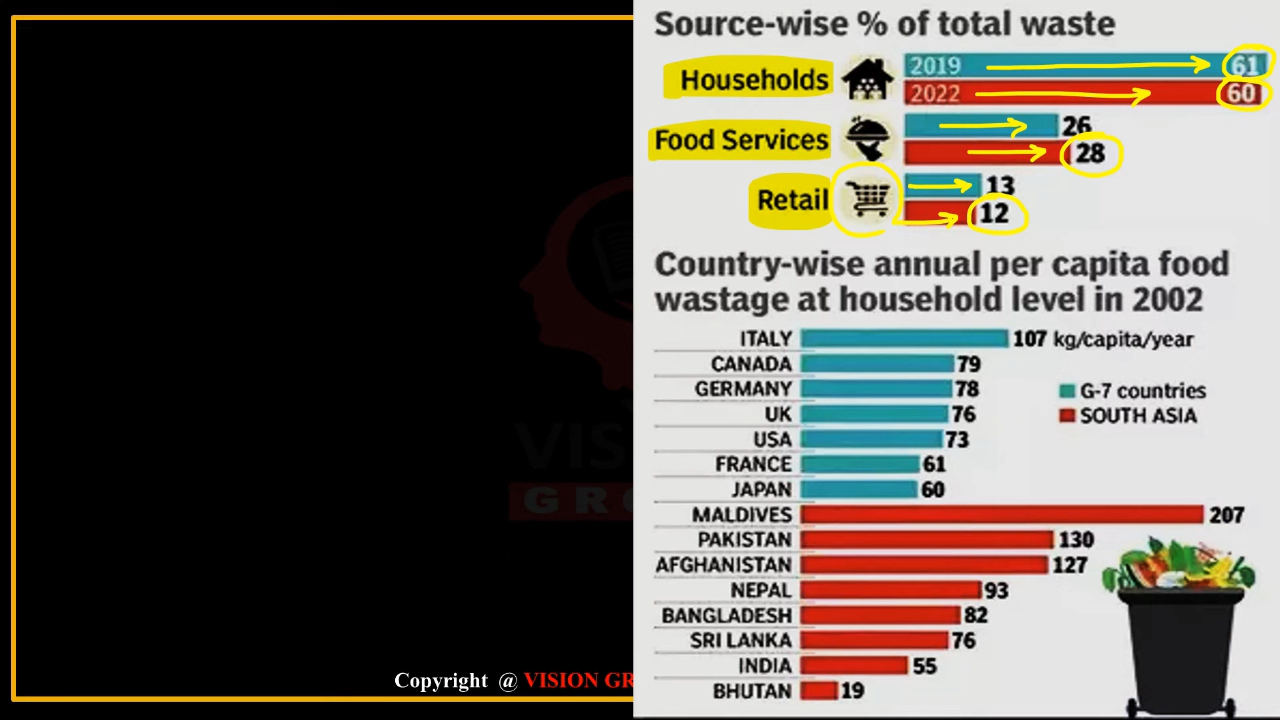 Source-wise % of total waste
Households
2019
61
2022
60
Food Services
26
28
Retail
13
12
Country-wise annual per capita food
wastage at household level in 2002
ITALY 107 kg/capita/year
CANADA 79
GERMANY 78
G-7 countries
UK 76
SOUTH ASIA
USA 73
FRANCE 61
JAPAN 60
MALDIVES 207
PAKISTAN 130
AFGHANISTAN 127
NEPAL 93
BANGLADESH 82
SRI LANKA 76
INDIA 55
BHUTAN 19
VIS
GRO
Copyright @ VISION GR